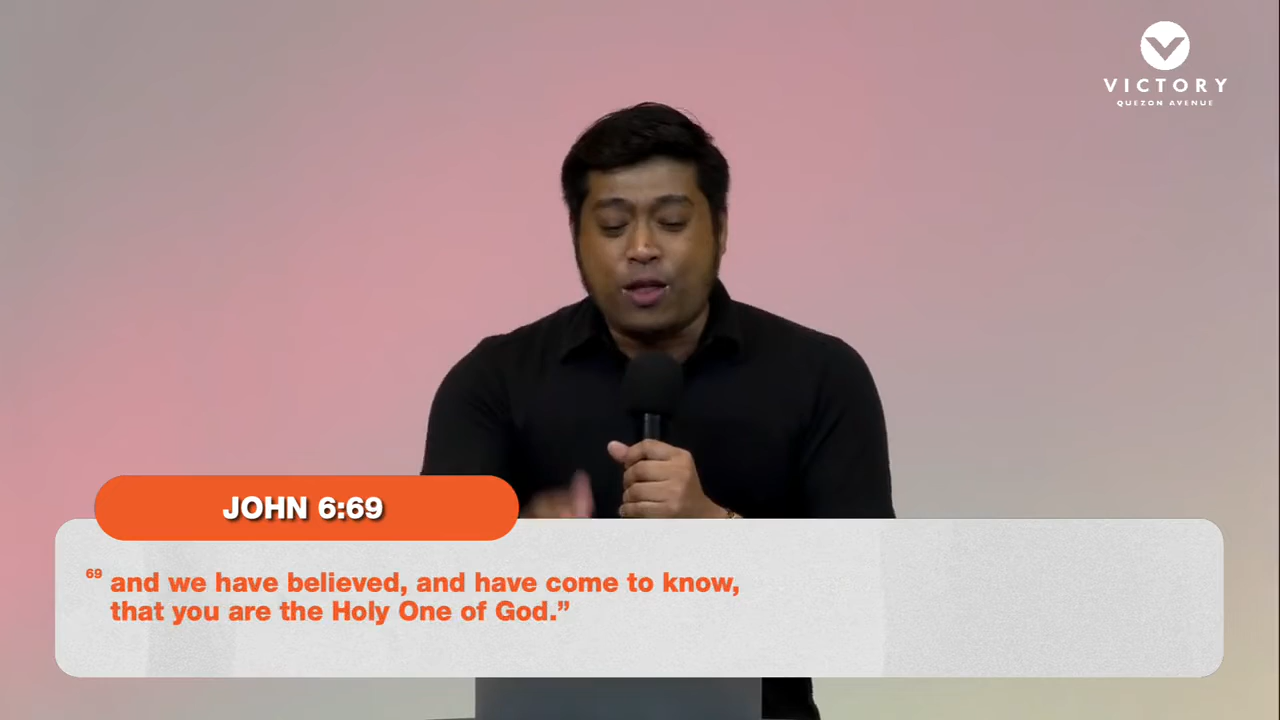 VICTORY
QUEZON AVENUE
JOHN 6:69
69 and we have believed, and have come to know,
that you are the Holy One of God.”